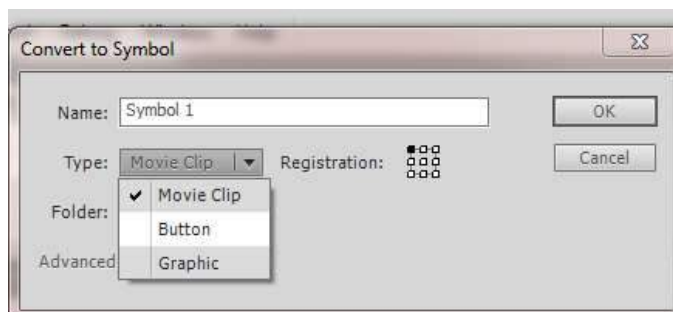 Convert to Symbol
Name: Symbol 1 OK
Type: Movie Clip Registration: Cancel
Movie Clip
Folder:
Button
Advanced
Graphic